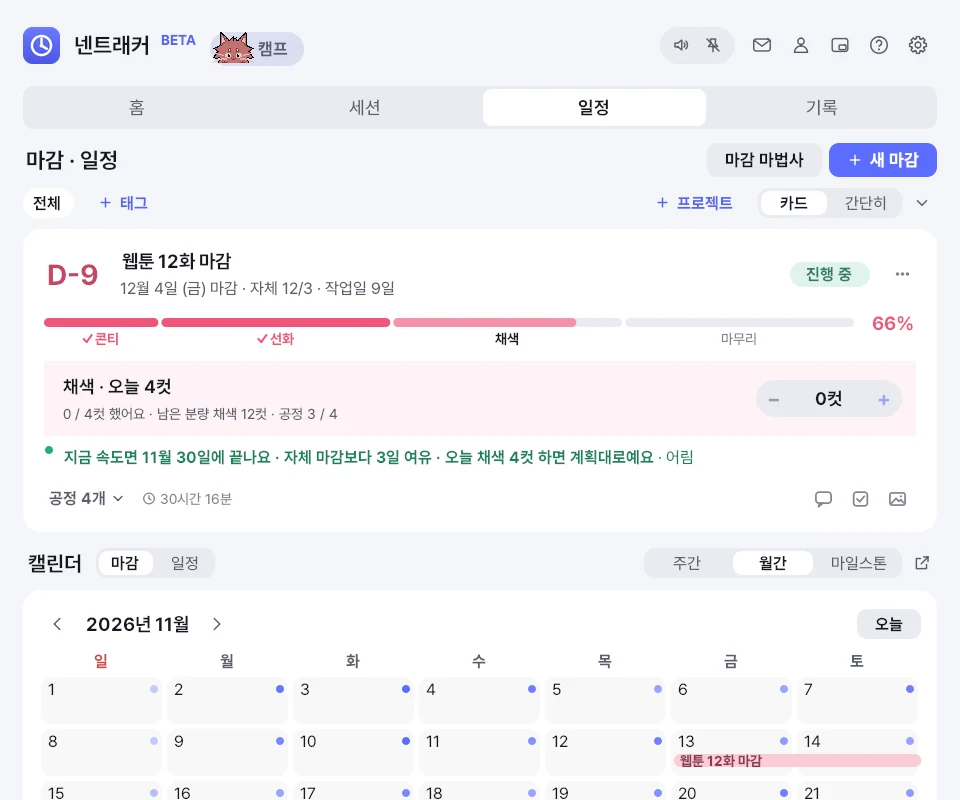 넨트래커 BETA 캠프
홈 세션 일정 기록
마감 · 일정 마감 마법사 + 새 마감
전체 + 태그 + 프로젝트 카드 간단히
D-9 웹툰 12화 마감
12월 4일 (금) 마감 · 자체 12/3 · 작업일 9일
진행 중
66%
콘티 선화 채색 마무리
채색 · 오늘 4컷
0 / 4컷 했어요 · 남은 분량 채색 12컷 · 공정 3 / 4
− 0컷 +
지금 속도면 11월 30일에 끝나요 · 자체 마감보다 3일 여유 · 오늘 채색 4컷 하면 계획대로예요 · 어림
공정 4개 30시간 16분
캘린더 마감 일정 주간 월간 마일스톤
2026년 11월 오늘
일 월 화 수 목 금 토
1 2 3 4 5 6 7
8 9 10 11 12 13 14
웹툰 12화 마감
15 16 17 18 19 20 21